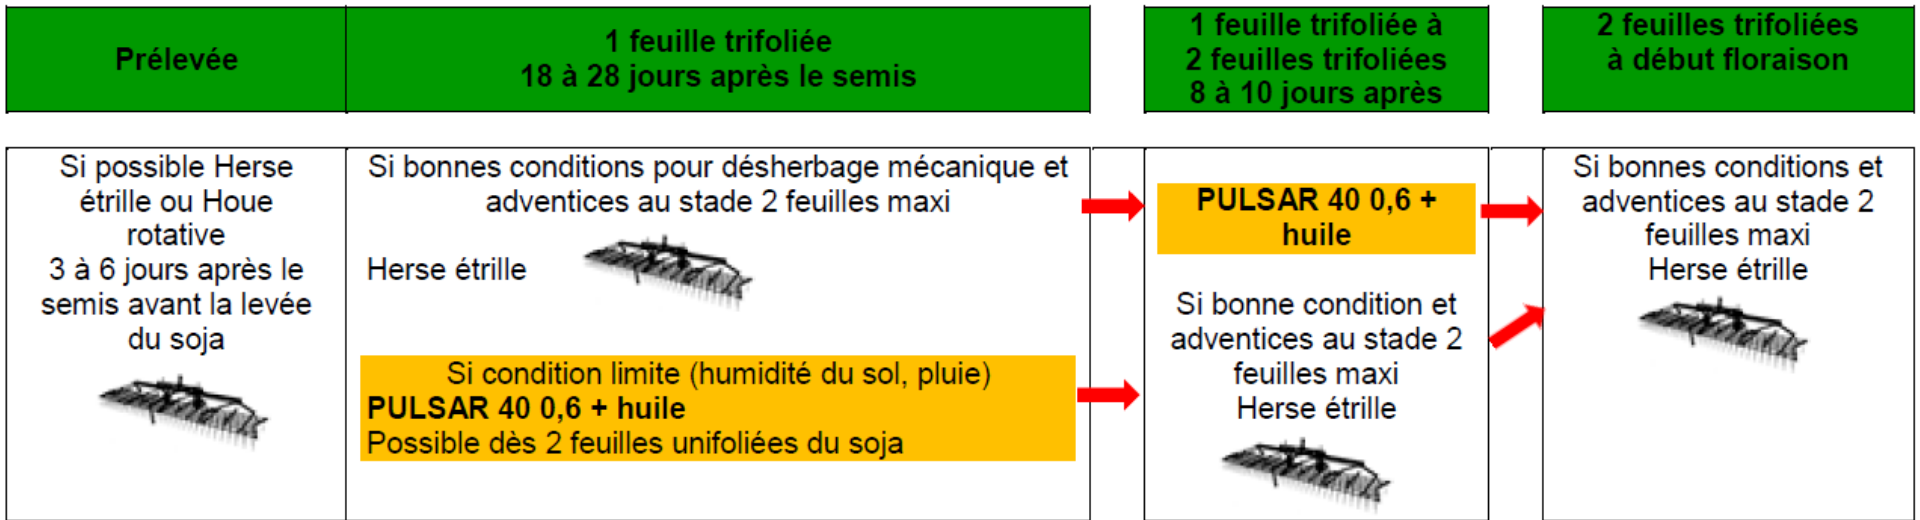 Prélevée
1 feuille trifoliée
18 à 28 jours après le semis
1 feuille trifoliée à
2 feuilles trifoliées
8 à 10 jours après
2 feuilles trifoliées
à début floraison
Si possible Herse
étrille ou Houe
rotative
3 à 6 jours après le
semis avant la levée
du soja
Si bonnes conditions pour désherbage mécanique et
adventices au stade 2 feuilles maxi
Herse étrille
Si condition limite (humidité du sol, pluie)
PULSAR 40 0,6 + huile
Possible dès 2 feuilles unifoliées du soja
PULSAR 40 0,6 +
huile
Si bonne condition et
adventices au stade 2
feuilles maxi
Herse étrille
Si bonnes conditions et
adventices au stade 2
feuilles maxi
Herse étrille